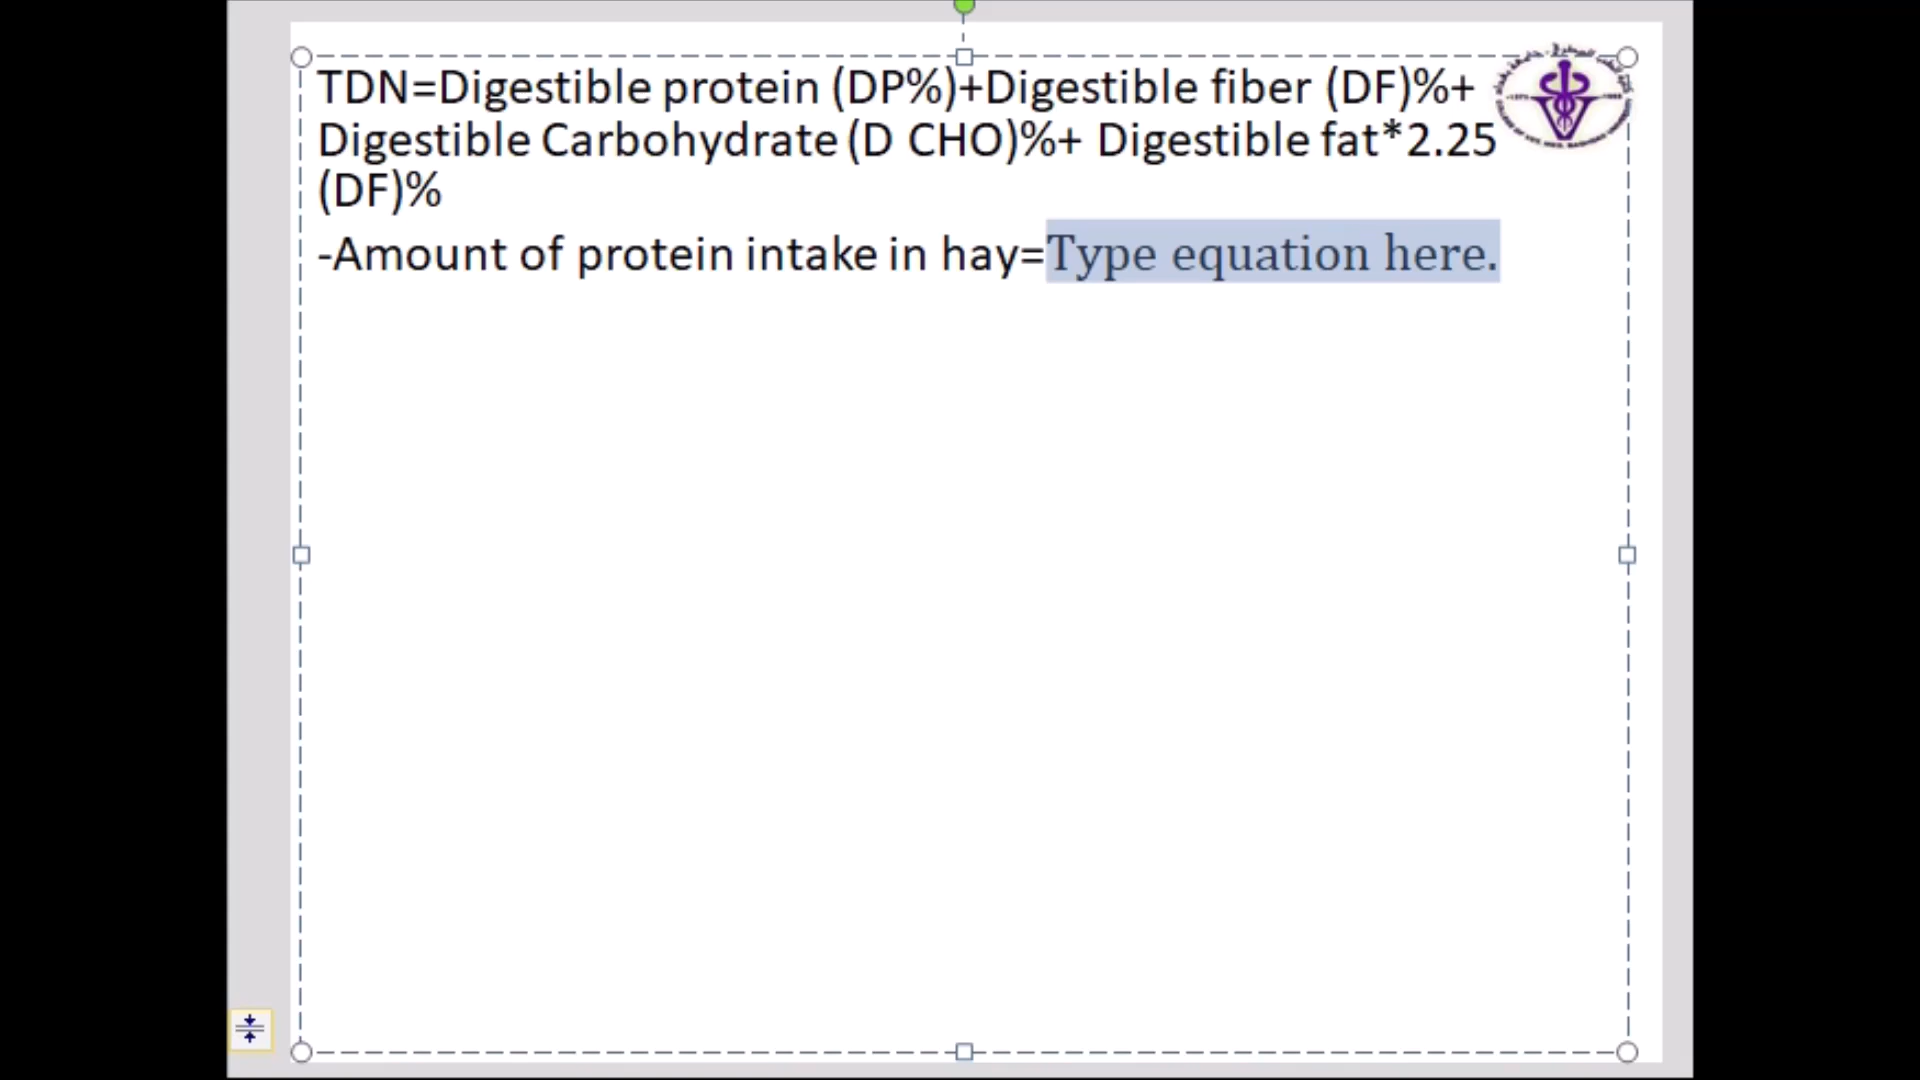 TDN=Digestible protein (DP%)+Digestible fiber (DF)%+
Digestible Carbohydrate (D CHO)%+ Digestible fat*2.25
(DF)%
-Amount of protein intake in hay=Type equation here.